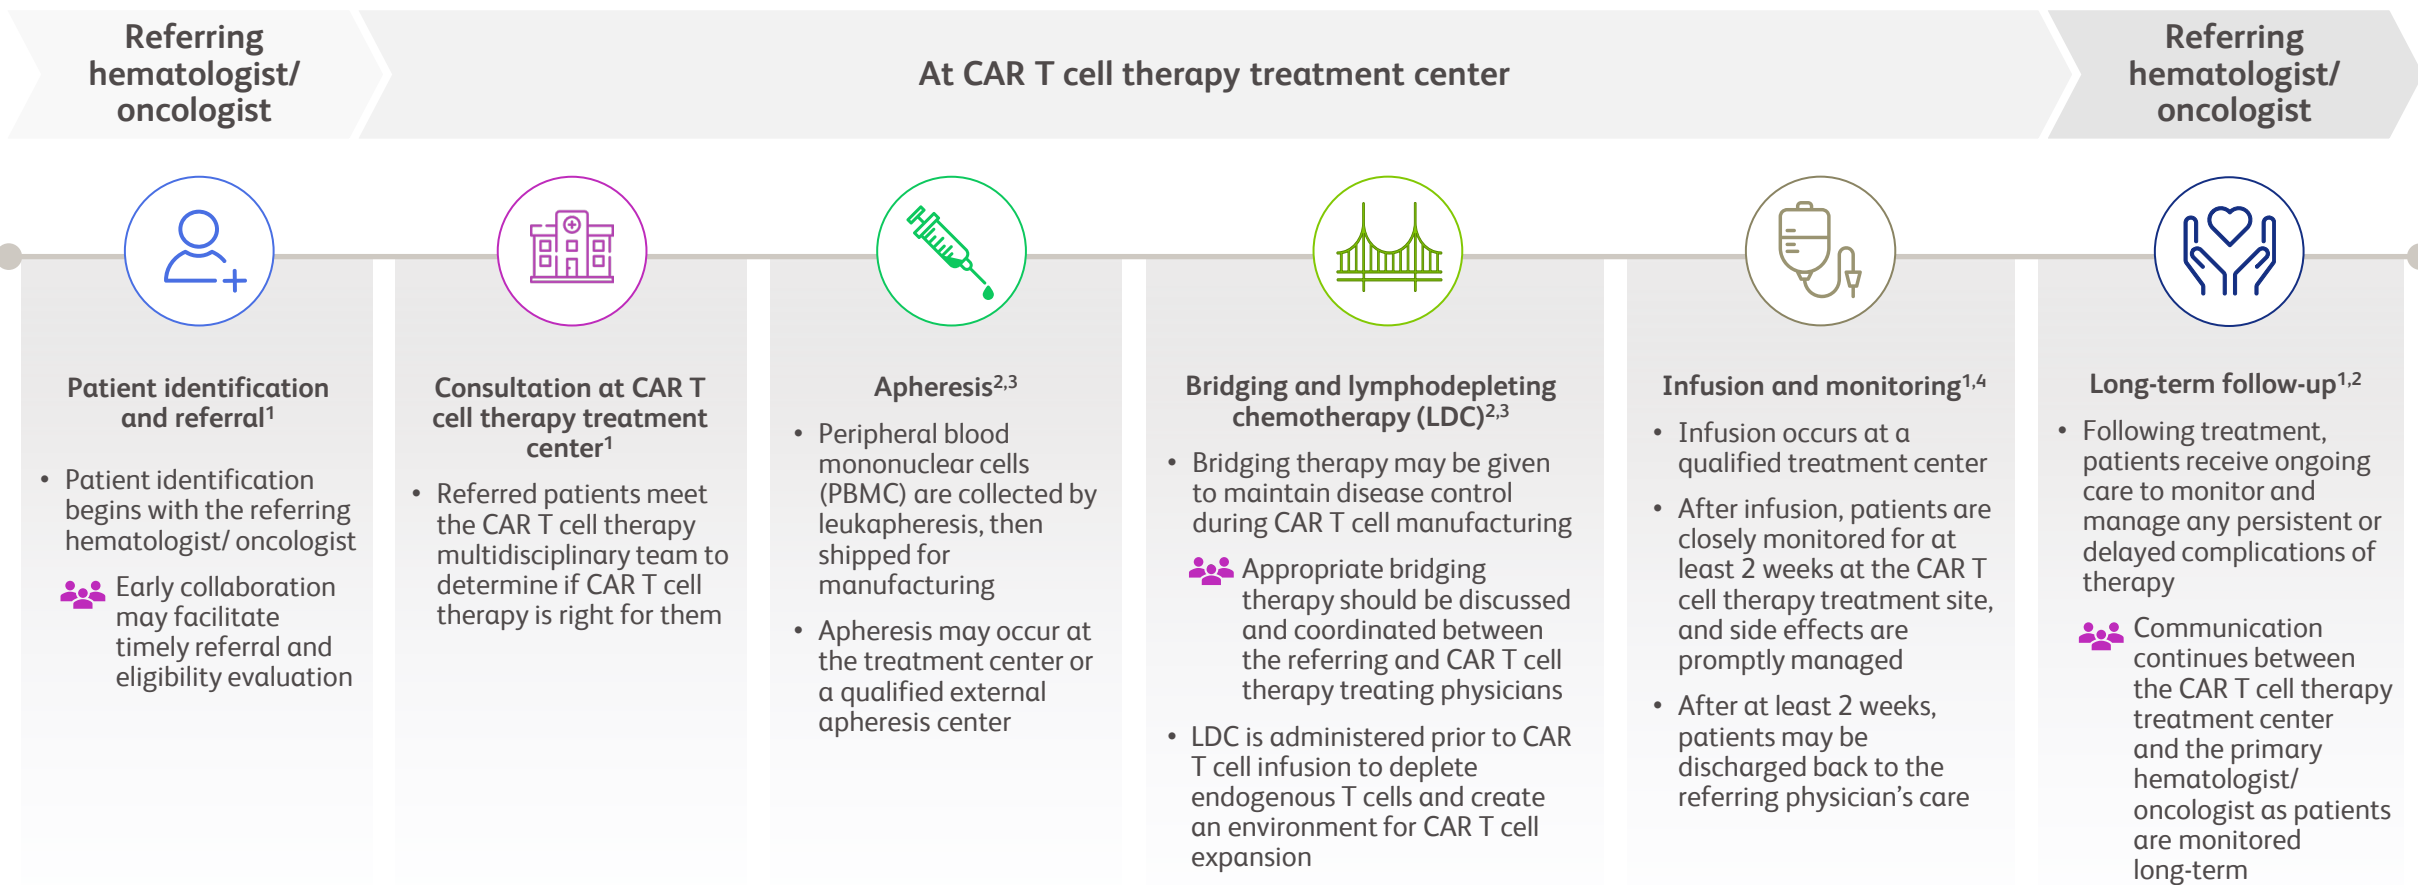 Referring
hematologist/
oncologist
At CAR T cell therapy treatment center
Referring
hematologist/
oncologist
Patient identification
and referral1
• Patient identification
begins with the referring
hematologist/ oncologist
Early collaboration
may facilitate
timely referral and
eligibility evaluation
Consultation at CAR T
cell therapy treatment
center1
• Referred patients meet
the CAR T cell therapy
multidisciplinary team to
determine if CAR T cell
therapy is right for them
Apheresis2,3
• Peripheral blood
mononuclear cells
(PBMC) are collected by
leukapheresis, then
shipped for
manufacturing
• Apheresis may occur at
the treatment center or
a qualified external
apheresis center
Bridging and lymphodepleting
chemotherapy (LDC)2,3
• Bridging therapy may be given
to maintain disease control
during CAR T cell manufacturing
Appropriate bridging
therapy should be discussed
and coordinated between
the referring and CAR T cell
therapy treating physicians
• LDC is administered prior to CAR
T cell infusion to deplete
endogenous T cells and create
an environment for CAR T cell
expansion
Infusion and monitoring1,4
• Infusion occurs at a
qualified treatment center
• After infusion, patients are
closely monitored for at
least 2 weeks at the CAR T
cell therapy treatment site,
and side effects are
promptly managed
• After at least 2 weeks,
patients may be
discharged back to the
referring physician’s care
Long-term follow-up1,2
• Following treatment,
patients receive ongoing
care to monitor and
manage any persistent or
delayed complications of
therapy
Communication
continues between
the CAR T cell therapy
treatment center
and the primary
hematologist/
oncologist as patients
are monitored
long-term